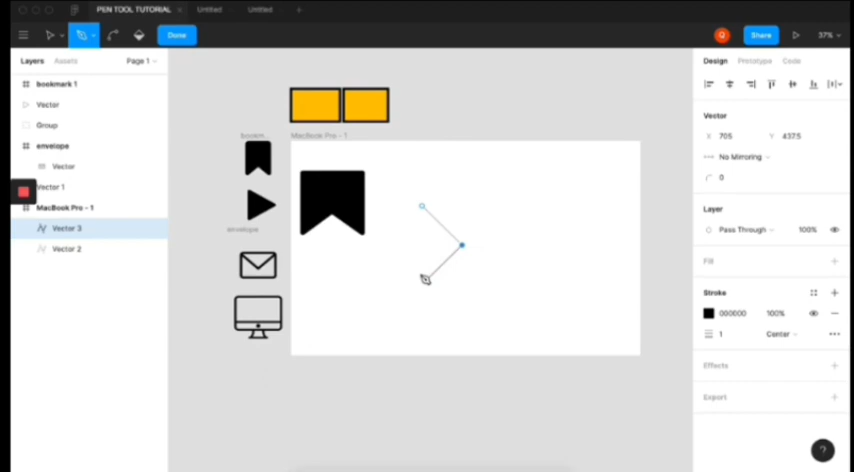 PEN TOOL TUTORIAL × Untitled Untitled +
Done Q Share 37%
Layers Assets Page 1 Design Prototype Code
bookmark 1
Vector
Group
envelope
Vector
Vector 1
MacBook Pro - 1
Vector 3
Vector 2
bookm...
MacBook Pro - 1
envelope
Vector
X 705 Y 437.5
No Mirroring
0
Layer
Pass Through 100%
Fill
Stroke
000000 100%
1 Center
Effects
Export
?